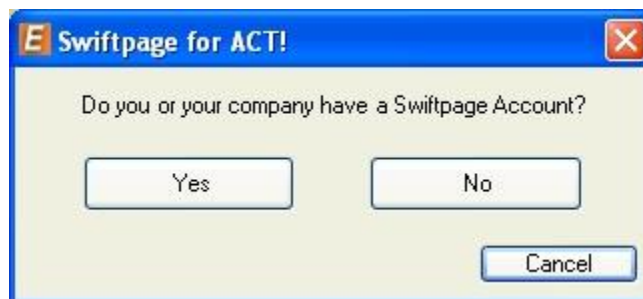 E Swiftpage for ACT!
Do you or your company have a Swiftpage Account?
Yes No
Cancel